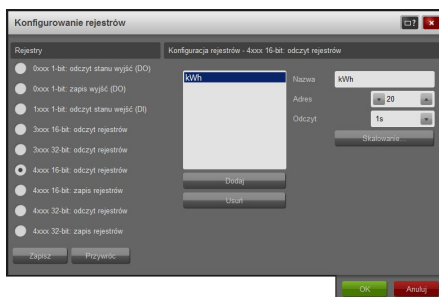 Konfigurowanie rejestrów
Rejestry
0xxx 1-bit: odczyt stanu wyjść (DO)
0xxx 1-bit: zapis wyjść (DO)
1xxx 1-bit: odczyt stanu wejść (DI)
3xxx 16-bit: odczyt rejestrów
3xxx 32-bit: odczyt rejestrów
4xxx 16-bit: odczyt rejestrów
4xxx 16-bit: zapis rejestrów
4xxx 32-bit: odczyt rejestrów
4xxx 32-bit: zapis rejestrów
Zapisz
Przywróć
Konfiguracja rejestrów - 4xxx 16-bit: odczyt rejestrów
kWh
Dodaj
Usuń
Nazwa kWh
Adres 20
Odczyt 1s
Skalowanie...
OK
Anuluj